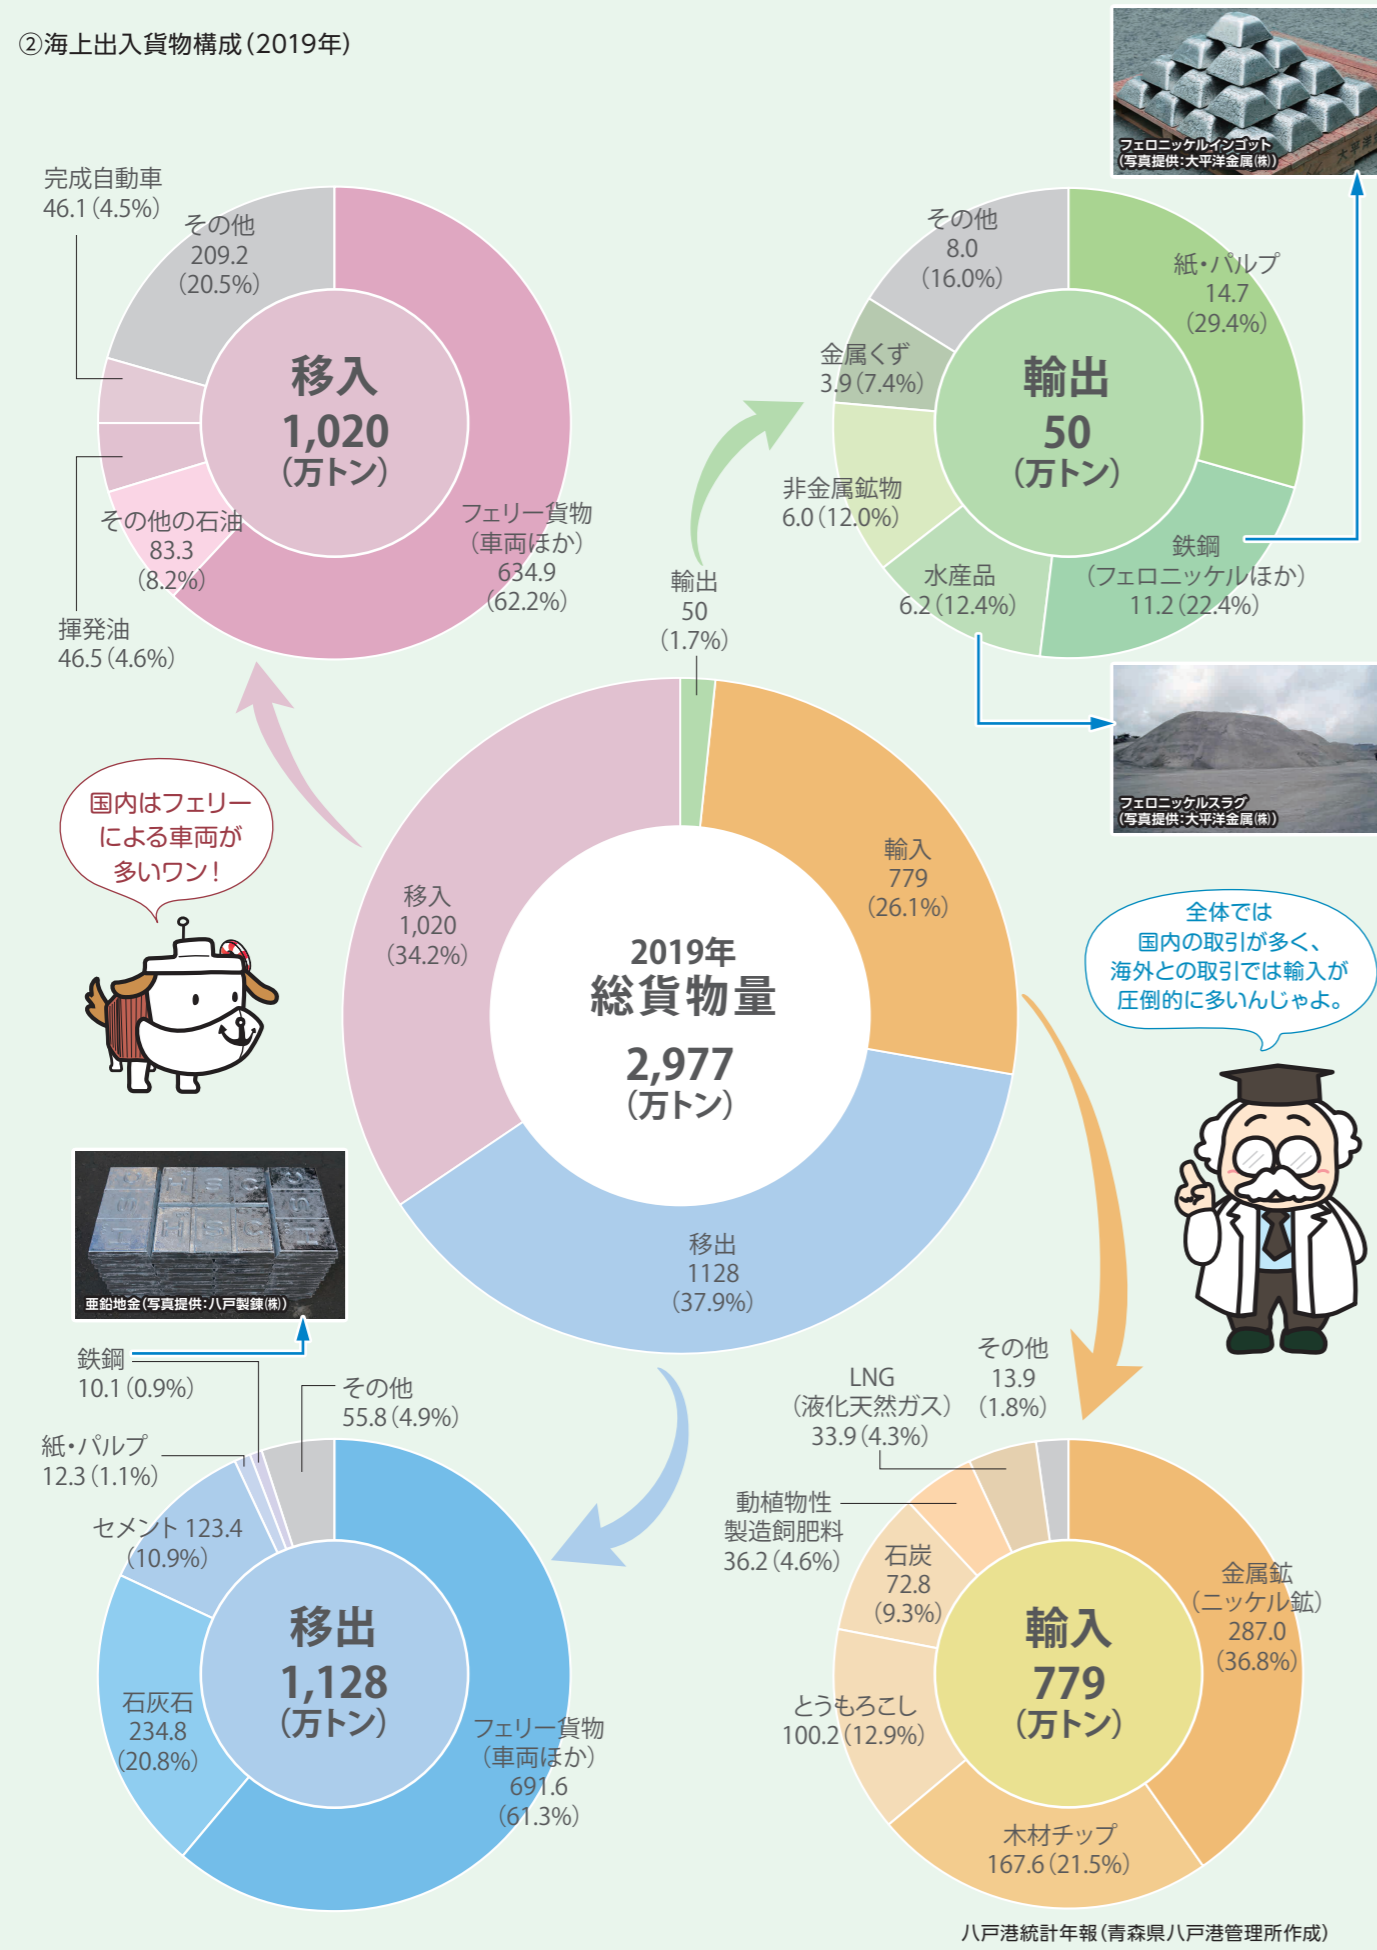 ②海上出入貨物構成(2019年)
フェロニッケルインゴット
(写真提供:大平洋金属㈱)
完成自動車
46.1(4.5%)
その他
209.2
(20.5%)
移入
1,020
(万トン)
その他の石油
83.3
(8.2%)
揮発油
46.5(4.6%)
フェリー貨物
(車両ほか)
634.9
(62.2%)
その他
8.0
(16.0%)
紙・パルプ
14.7
(29.4%)
金属くず
3.9(7.4%)
輸出
50
(万トン)
非金属鉱物
6.0(12.0%)
水産品
6.2(12.4%)
鉄鋼
(フェロニッケルほか)
11.2(22.4%)
フェロニッケルスラグ
(写真提供:大平洋金属㈱)
輸出
50
(1.7%)
輸入
779
(26.1%)
移入
1,020
(34.2%)
2019年
総貨物量
2,977
(万トン)
移出
1128
(37.9%)
国内はフェリー
による車両が
多いワン!
全体では
国内の取引が多く、
海外との取引では輸入が
圧倒的に多いんじゃよ。
亜鉛地金(写真提供:八戸製錬㈱)
鉄鋼
10.1(0.9%)
その他
55.8(4.9%)
紙・パルプ
12.3(1.1%)
セメント 123.4
(10.9%)
移出
1,128
(万トン)
石灰石
234.8
(20.8%)
フェリー貨物
(車両ほか)
691.6
(61.3%)
その他
13.9
(1.8%)
LNG
(液化天然ガス)
33.9(4.3%)
動植物性
製造飼肥料
36.2(4.6%)
石炭
72.8
(9.3%)
金属鉱
(ニッケル鉱)
287.0
(36.8%)
輸入
779
(万トン)
とうもろこし
100.2(12.9%)
木材チップ
167.6(21.5%)
八戸港統計年報(青森県八戸港管理所作成)